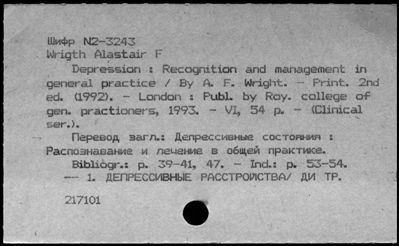 Шифр N2-3243
Wrigth Alastair F
Depression : Recognition and management in
general practice / By A. F. Wright. - Print. 2nd
ed. (1992). - London : Publ. by Roy. college of
gen. practioners, 1993. - VI, 54 p. - (Clinical
ser.).
Перевод загл.: Депрессивные состояния :
Распознавание и лечение в общей практике.
Bibliogr.: p. 39-41, 47. - Ind.: p. 53-54.
-- 1. ДЕПРЕССИВНЫЕ РАССТРОЙСТВА/ ДИ ТР.
217101